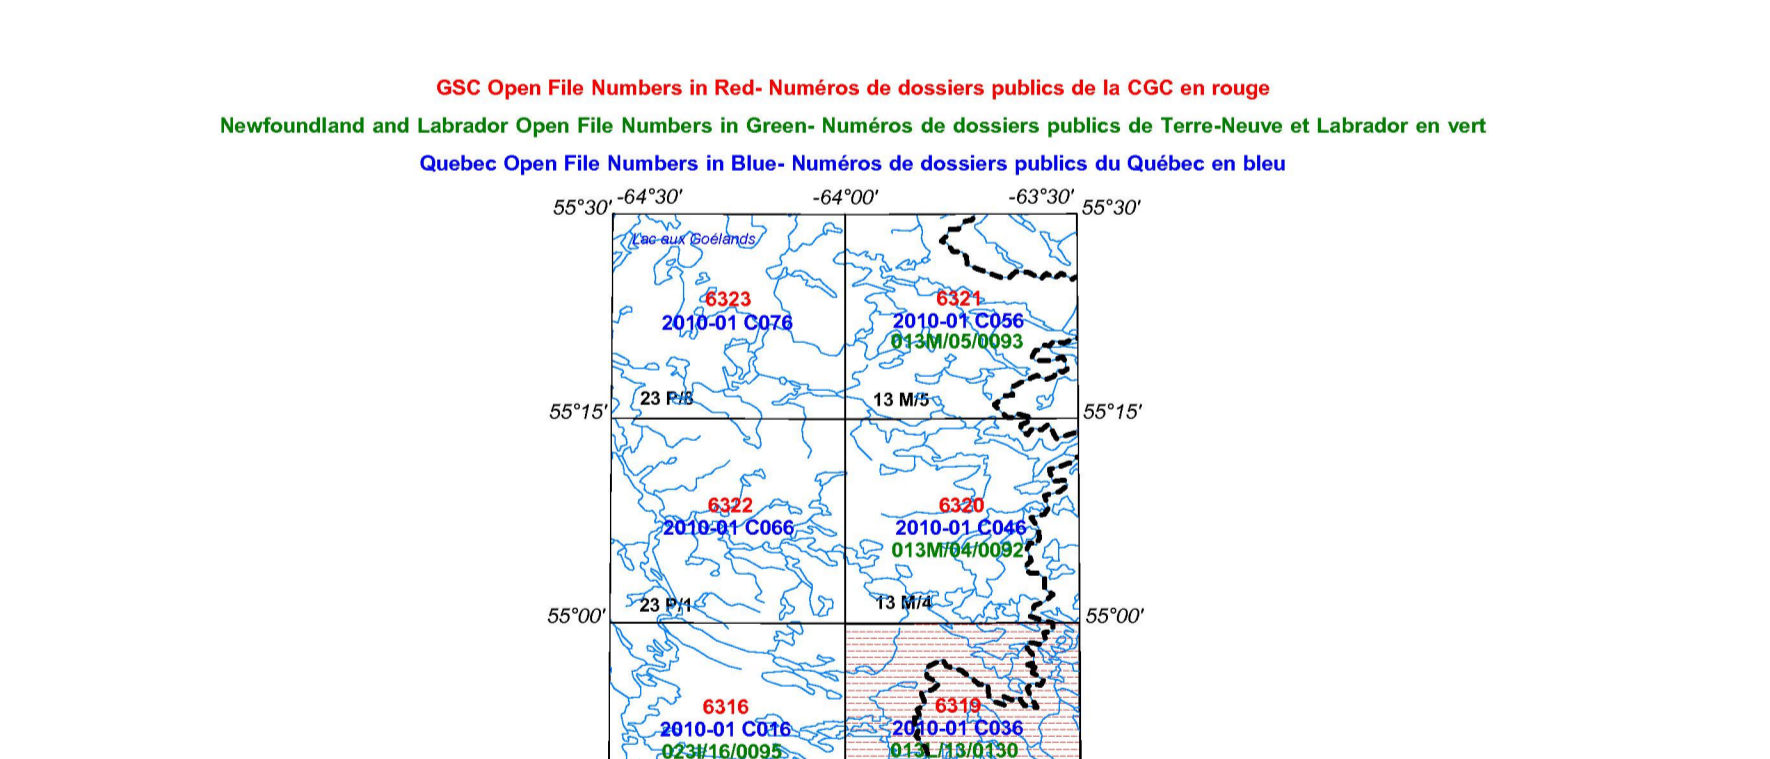 GSC Open File Numbers in Red- Numéros de dossiers publics de la CGC en rouge
Newfoundland and Labrador Open File Numbers in Green- Numéros de dossiers publics de Terre-Neuve et Labrador en vert
Quebec Open File Numbers in Blue- Numéros de dossiers publics du Québec en bleu
-64°30' -64°00' -63°30'
55°30' 55°30'
Lac aux Goélands
6323 6321
2010-01 C076 2010-01 C056
013M/05/0093
23 P/8 13 M/5
55°15' 55°15'
6322 6320
2010-01 C066 2010-01 C046
013M/04/0092
23 P/1 13 M/4
55°00' 55°00'
6316 6319
2010-01 C016 2010-01 C036
023I/16/0095 013L/13/0130